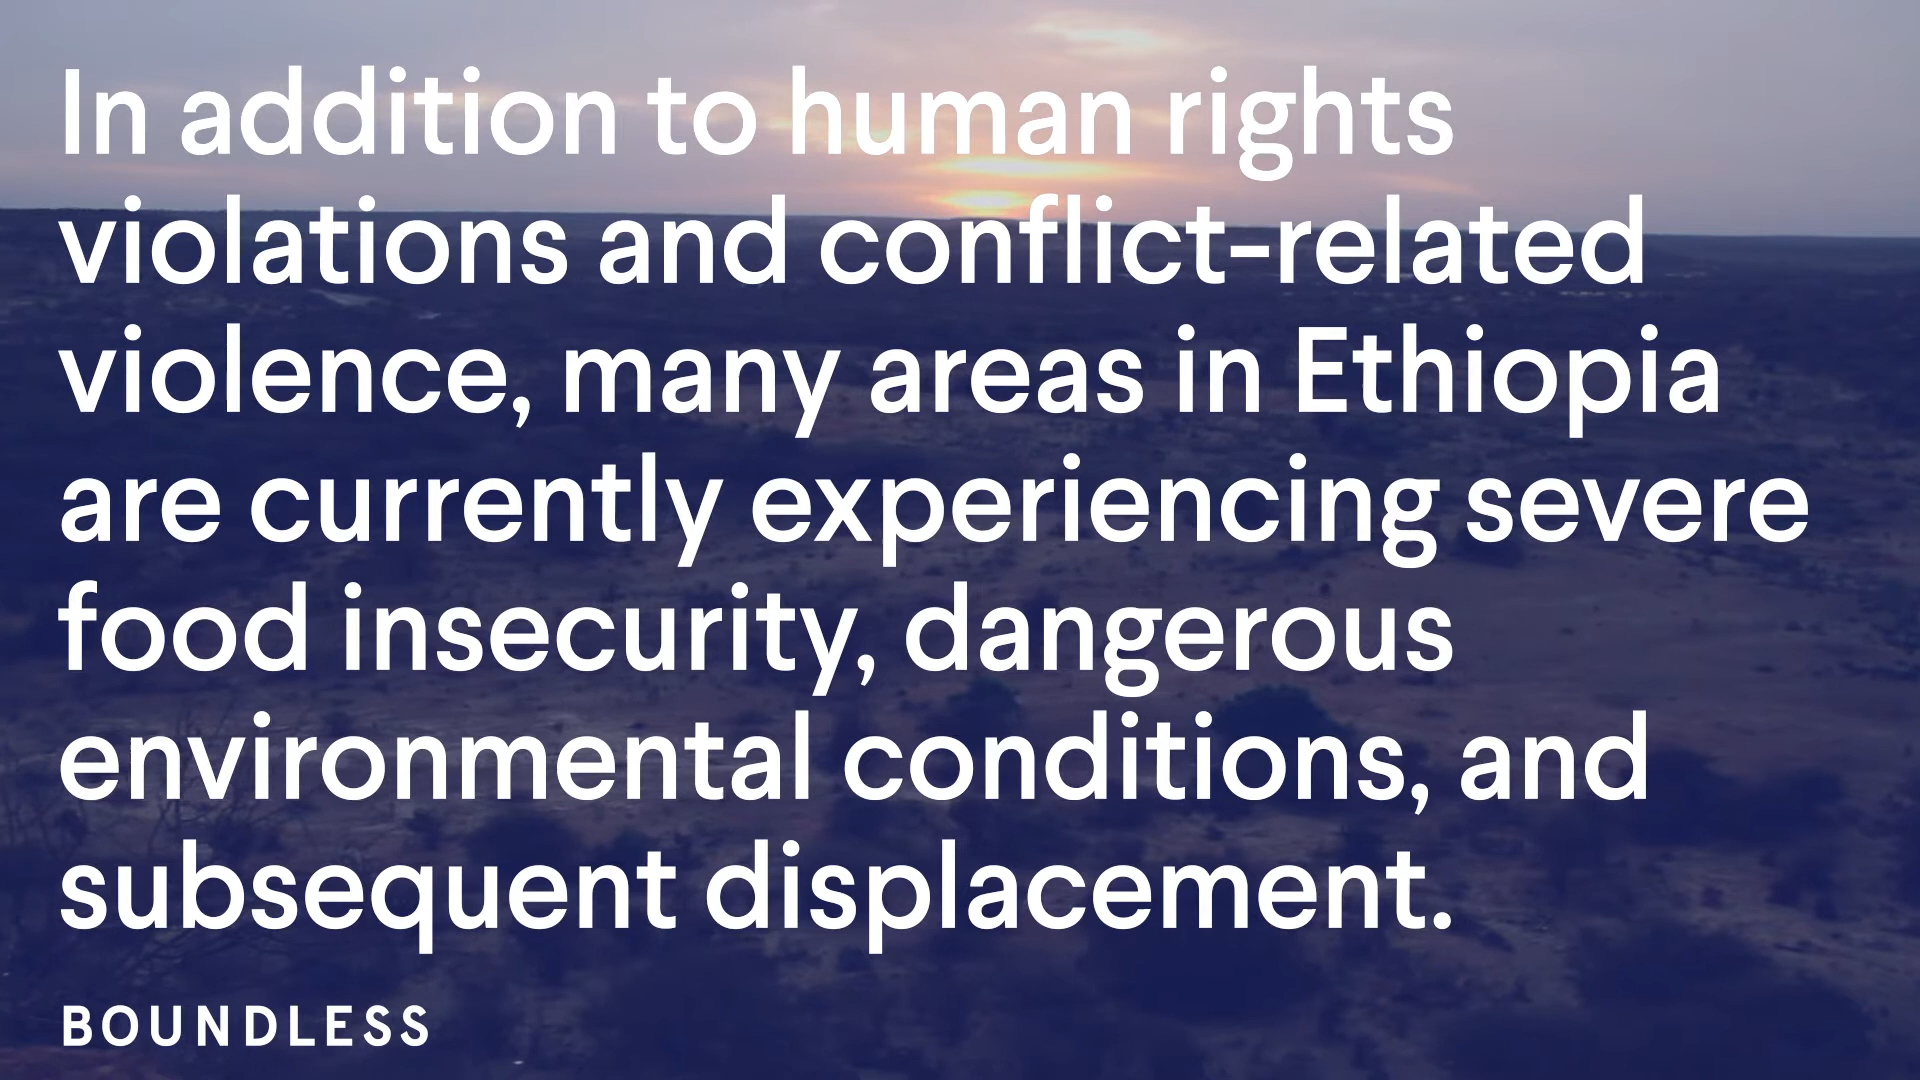 In addition to human rights
violations and conflict-related
violence, many areas in Ethiopia
are currently experiencing severe
food insecurity, dangerous
environmental conditions, and
subsequent displacement.
BOUNDLESS